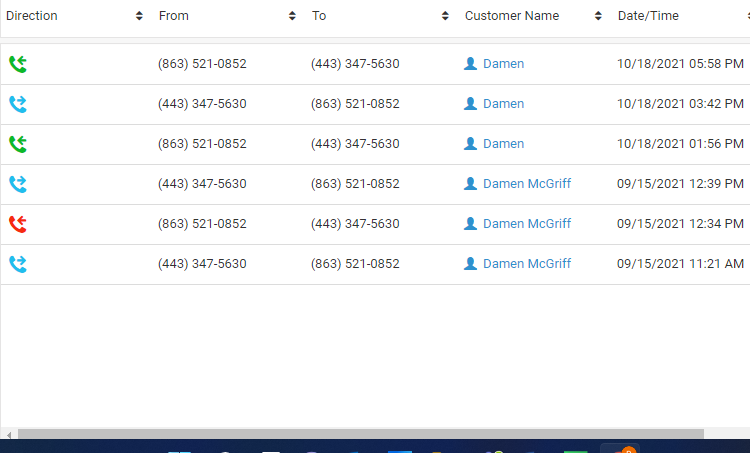 Direction From To Customer Name Date/Time
(863) 521-0852 (443) 347-5630 Damen 10/18/2021 05:58 PM
(443) 347-5630 (863) 521-0852 Damen 10/18/2021 03:42 PM
(863) 521-0852 (443) 347-5630 Damen 10/18/2021 01:56 PM
(443) 347-5630 (863) 521-0852 Damen McGriff 09/15/2021 12:39 PM
(863) 521-0852 (443) 347-5630 Damen McGriff 09/15/2021 12:34 PM
(443) 347-5630 (863) 521-0852 Damen McGriff 09/15/2021 11:21 AM